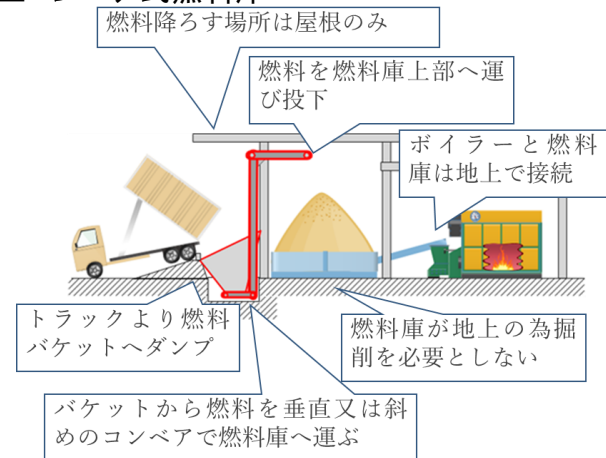 燃料降ろす場所は屋根のみ
燃料を燃料庫上部へ運
び投下
ボイラーと燃料
庫は地上で接続
トラックより燃料
バケットへダンプ
燃料庫が地上の為掘
削を必要としない
バケットから燃料を垂直又は斜
めのコンベアで燃料庫へ運ぶ